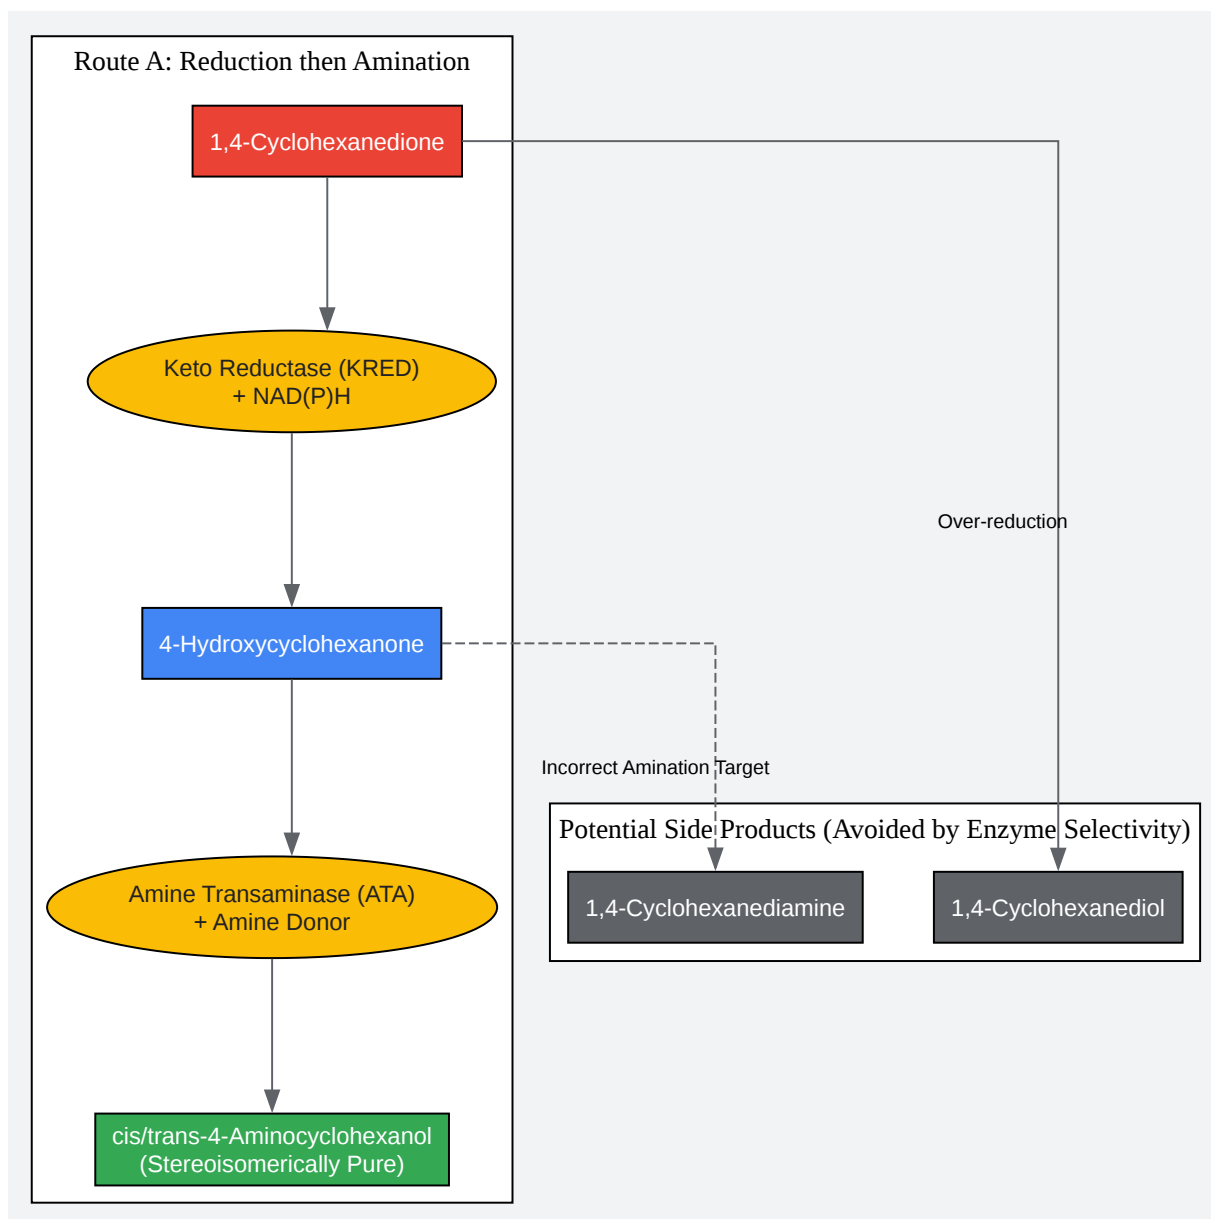 Route A: Reduction then Amination
1,4-Cyclohexanedione
Keto Reductase (KRED)
+ NAD(P)H
Over-reduction
4-Hydroxycyclohexanone
Incorrect Amination Target
Potential Side Products (Avoided by Enzyme Selectivity)
Amine Transaminase (ATA)
+ Amine Donor
1,4-Cyclohexanediamine
1,4-Cyclohexanediol
cis/trans-4-Aminocyclohexanol
(Stereoisomerically Pure)